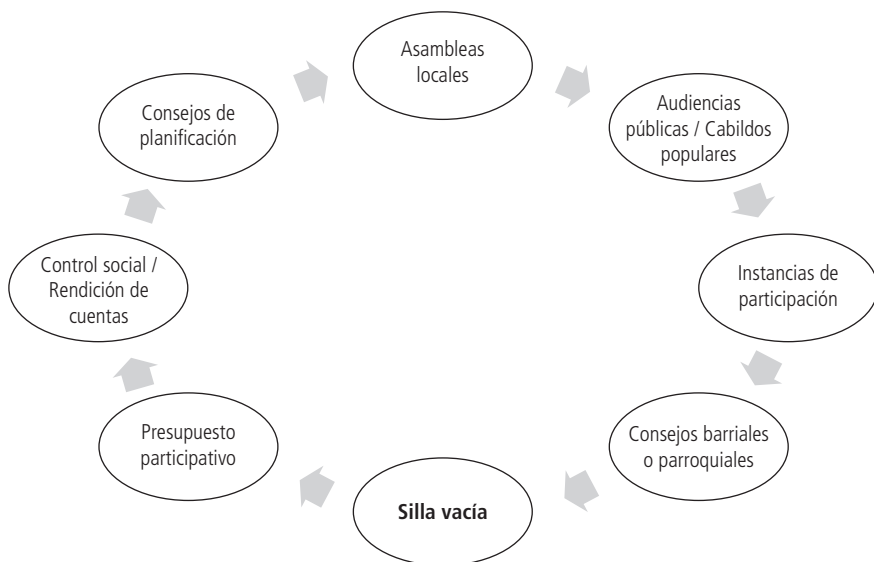 Asambleas
locales
Audiencias
públicas / Cabildos
populares
Instancias de
participación
Consejos barriales
o parroquiales
Silla vacía
Presupuesto
participativo
Control social /
Rendición de
cuentas
Consejos de
planificación